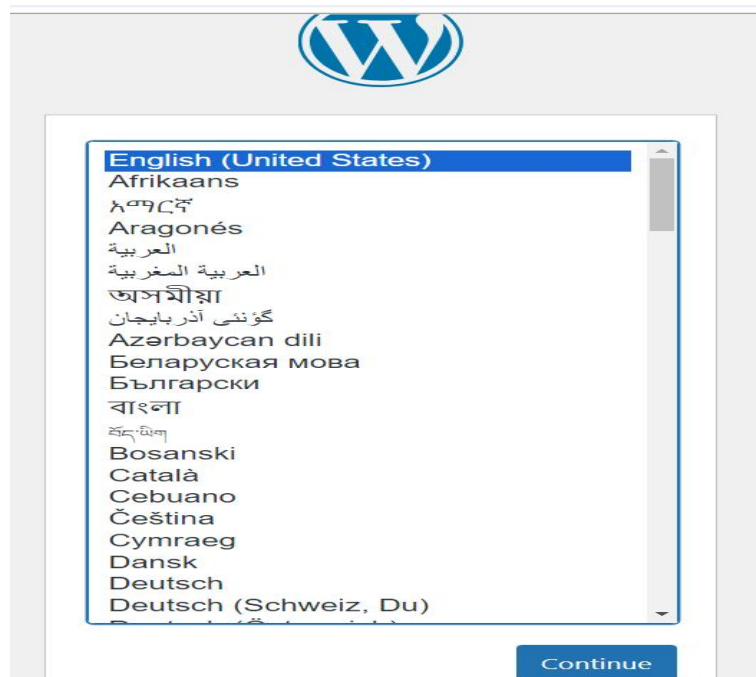 English (United States)
Afrikaans
አማርኛ
Aragonés
العربية
العربية المغربية
অসমীয়া
گؤنئی آذربایجان
Azərbaycan dili
Беларуская мова
Български
বাংলা
བོད་ཡིག
Bosanski
Català
Cebuano
Čeština
Cymraeg
Dansk
Deutsch
Deutsch (Schweiz, Du)
Continue